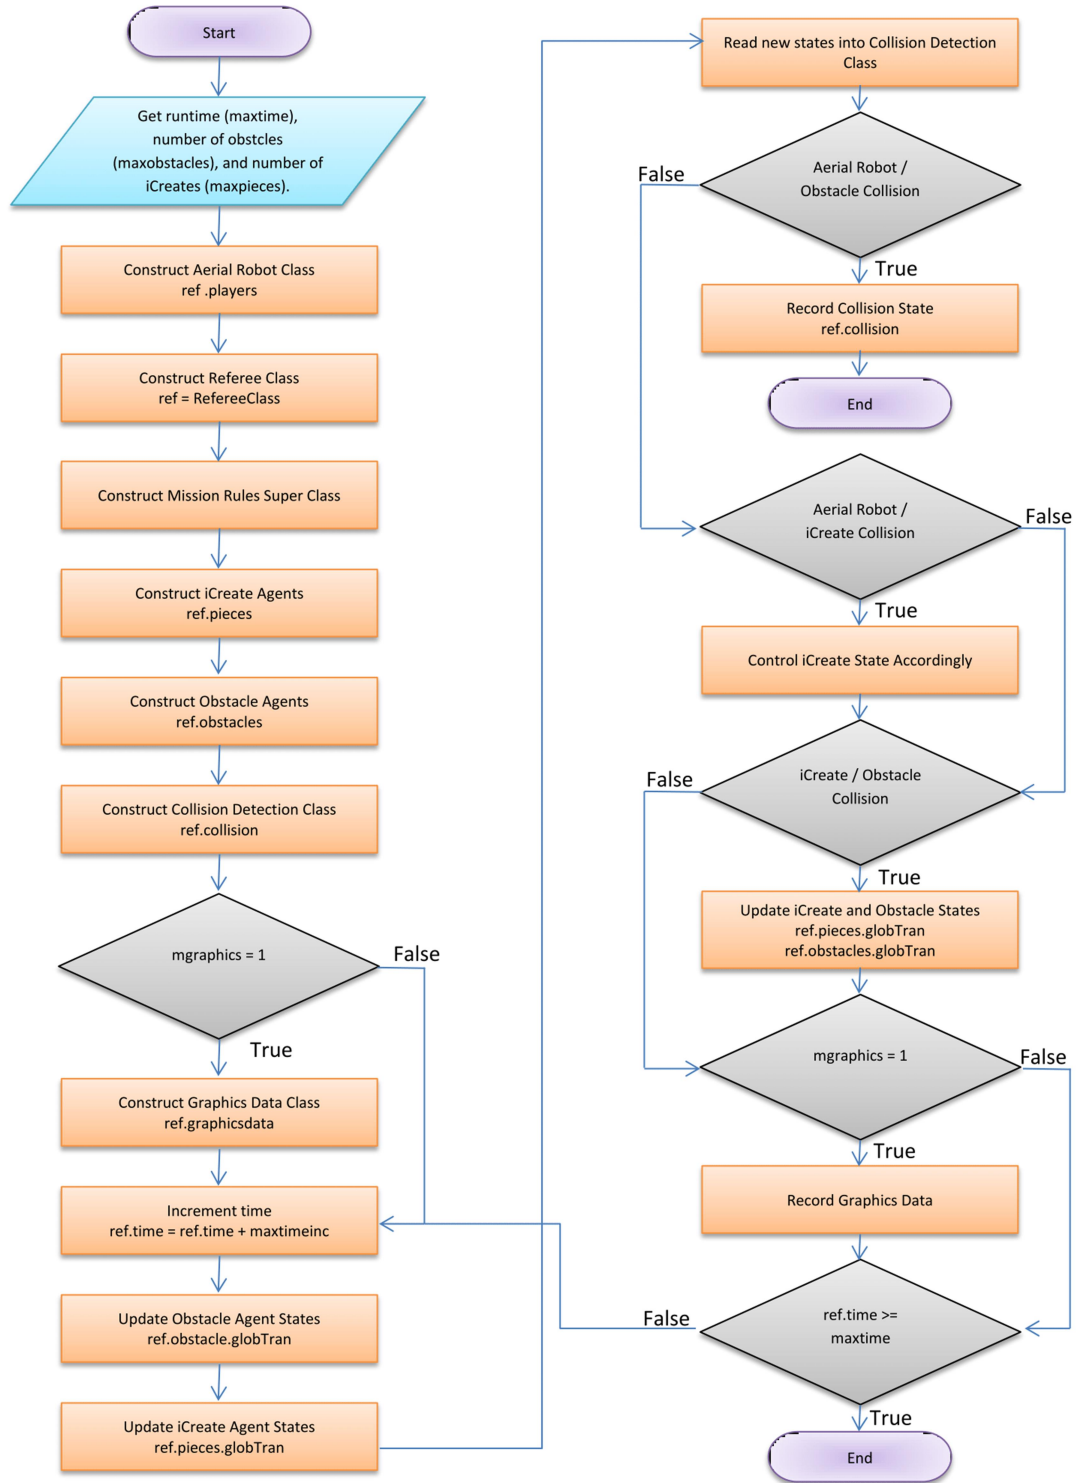 Start
Get runtime (maxtime),
number of obstcles
(maxobstacles), and number of
iCreates (maxpieces).
Construct Aerial Robot Class
ref .players
Construct Referee Class
ref = RefereeClass
Construct Mission Rules Super Class
Construct iCreate Agents
ref.pieces
Construct Obstacle Agents
ref.obstacles
Construct Collision Detection Class
ref.collision
mgraphics = 1
False
True
Construct Graphics Data Class
ref.graphicsdata
Increment time
ref.time = ref.time + maxtimeinc
Update Obstacle Agent States
ref.obstacle.globTran
Update iCreate Agent States
ref.pieces.globTran
Read new states into Collision Detection
Class
Aerial Robot /
Obstacle Collision
False
True
Record Collision State
ref.collision
End
Aerial Robot /
iCreate Collision
False
True
Control iCreate State Accordingly
iCreate / Obstacle
Collision
False
True
Update iCreate and Obstacle States
ref.pieces.globTran
ref.obstacles.globTran
mgraphics = 1
False
True
Record Graphics Data
ref.time >=
maxtime
False
True
End